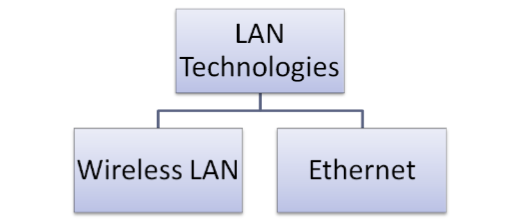 LAN
Technologies
Wireless LAN
Ethernet